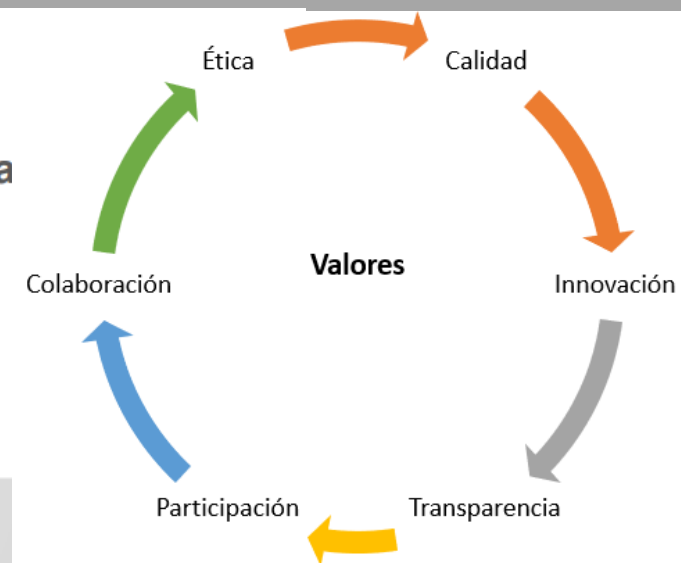 Ética
Calidad
a
Valores
Colaboración
Innovación
Participación
Transparencia